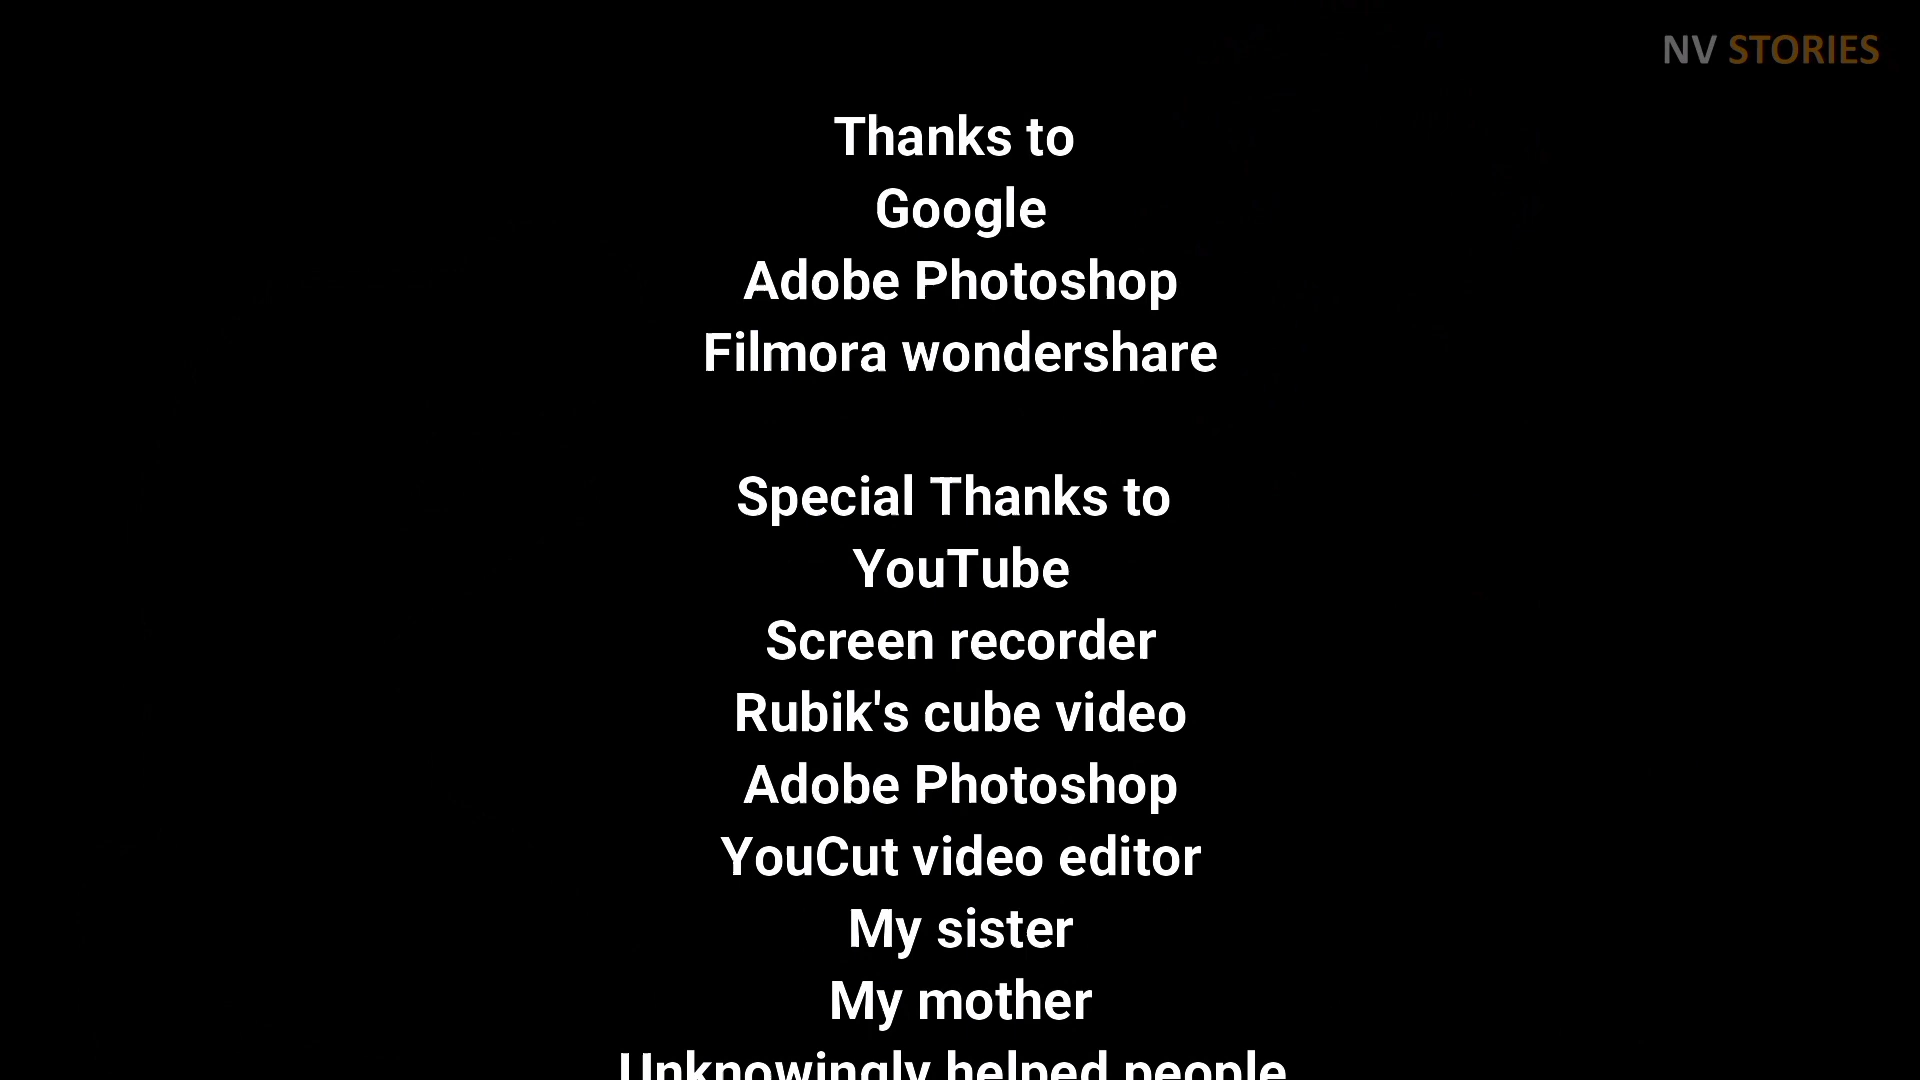 NV STORIES
Thanks to
Google
Adobe Photoshop
Filmora wondershare
Special Thanks to
YouTube
Screen recorder
Rubik's cube video
Adobe Photoshop
YouCut video editor
My sister
My mother
Unknowingly helped people